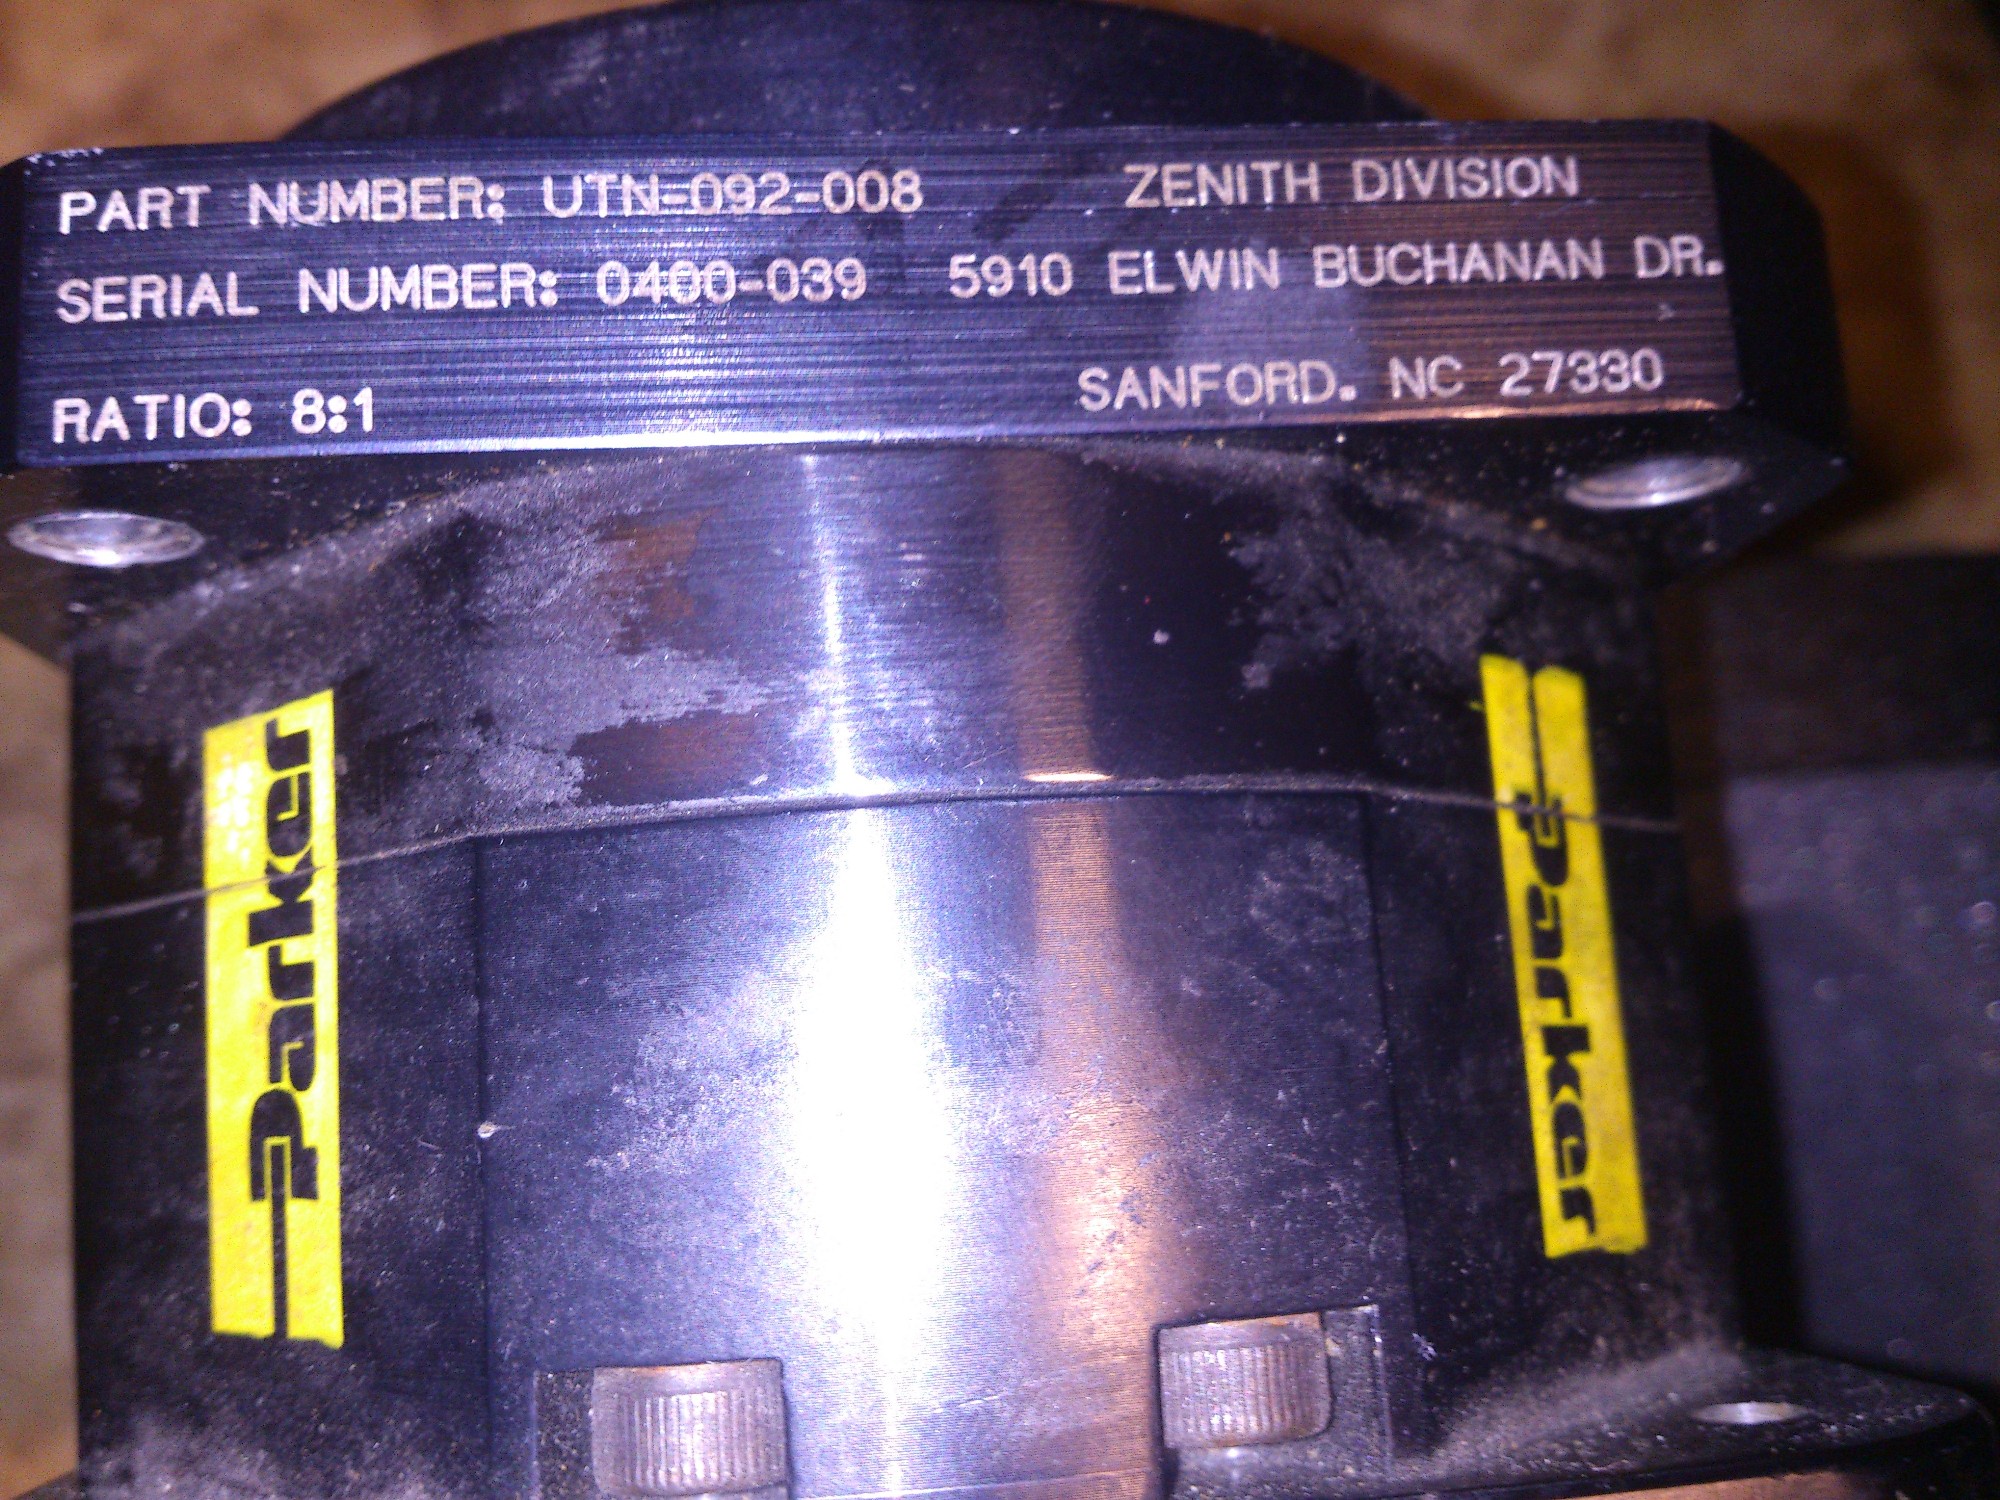 PART NUMBER: UTN-092-008 ZENITH DIVISION
SERIAL NUMBER: 0400-039 5910 ELWIN BUCHANAN DR.
RATIO: 8:1 SANFORD. NC 27330
Parker
Parker